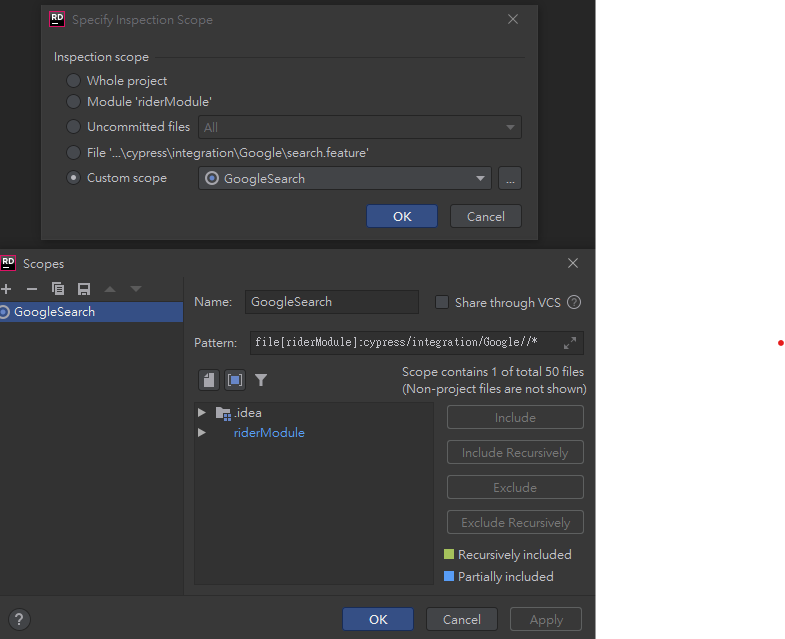 RD Specify Inspection Scope
Inspection scope
Whole project
Module 'riderModule'
Uncommitted files All
File '...\cypress\integration\Google\search.feature'
Custom scope GoogleSearch ...
OK Cancel
RD Scopes
GoogleSearch
Name: GoogleSearch Share through VCS ?
Pattern: file[riderModule]:cypress/integration/Google//*
Scope contains 1 of total 50 files
(Non-project files are not shown)
.idea
riderModule
Include
Include Recursively
Exclude
Exclude Recursively
Recursively included
Partially included
? OK Cancel Apply